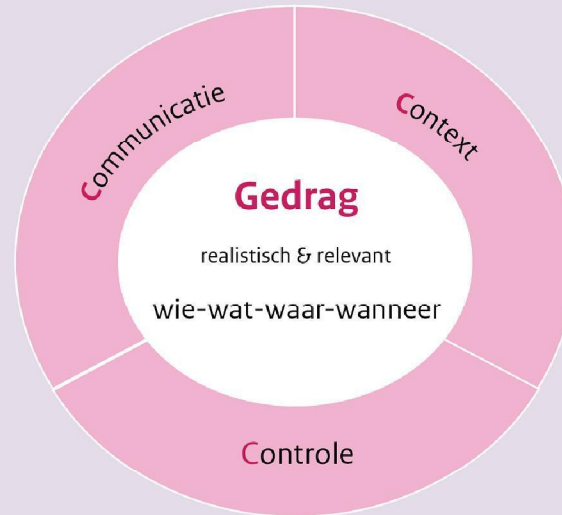 Communicatie
Context
Gedrag
realistisch & relevant
wie-wat-waar-wanneer
Controle